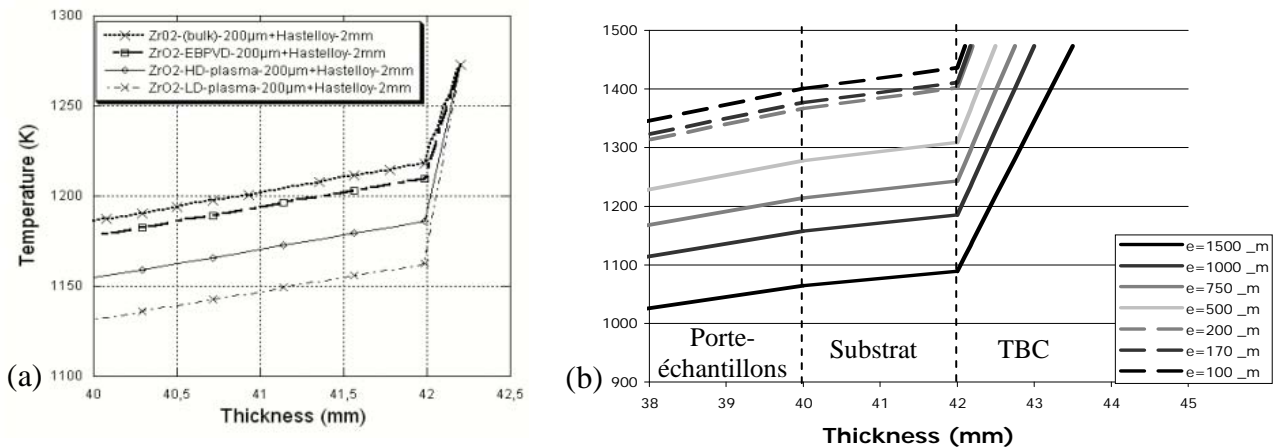 1300
1250
1200
1150
1100
Temperature (K)
Zr02-(bulk)-200µm+Hastelloy-2mm
ZrO2-EBPVD-200µm+Hastelloy-2mm
ZrO2-HD-plasma-200µm+Hastelloy-2mm
ZrO2-LD-plasma-200µm+Hastelloy-2mm
40 40,5 41 41,5 42 42,5
Thickness (mm)
(a)
1500
1400
1300
1200
1100
1000
900
Porte-
échantillons
Substrat
TBC
e=1500 _m
e=1000 _m
e=750 _m
e=500 _m
e=200 _m
e=170 _m
e=100 _m
38 39 40 41 42 43 44 45
Thickness (mm)
(b)